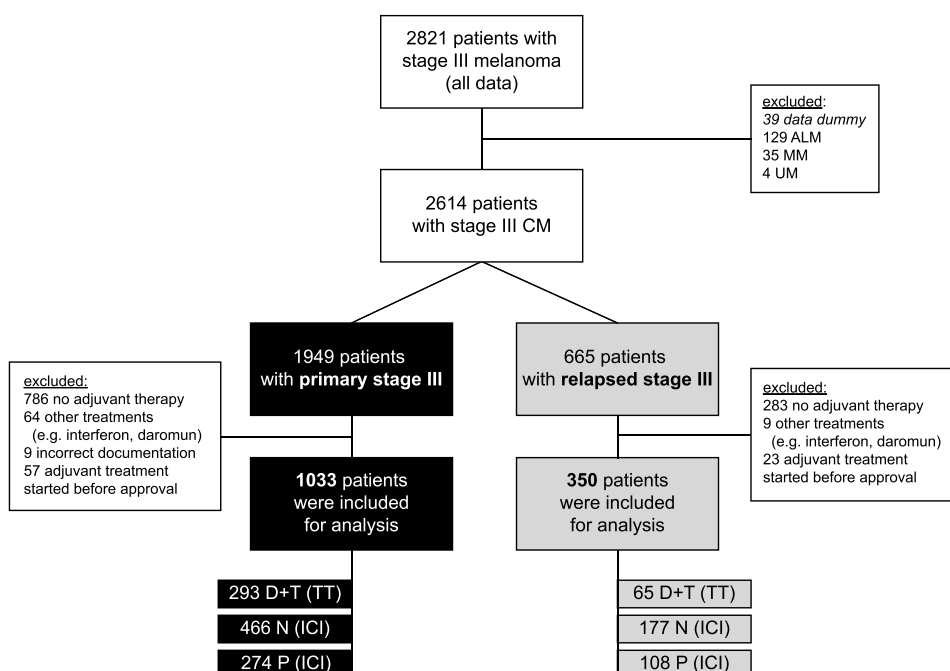 2821 patients with
stage III melanoma
(all data)
excluded:
39 data dummy
129 ALM
35 MM
4 UM
2614 patients
with stage III CM
1949 patients
with primary stage III
665 patients
with relapsed stage III
excluded:
786 no adjuvant therapy
64 other treatments
(e.g. interferon, daromun)
9 incorrect documentation
57 adjuvant treatment
started before approval
excluded:
283 no adjuvant therapy
9 other treatments
(e.g. interferon, daromun)
23 adjuvant treatment
started before approval
1033 patients
were included
for analysis
350 patients
were included
for analysis
293 D+T (TT)
466 N (ICI)
274 P (ICI)
65 D+T (TT)
177 N (ICI)
108 P (ICI)